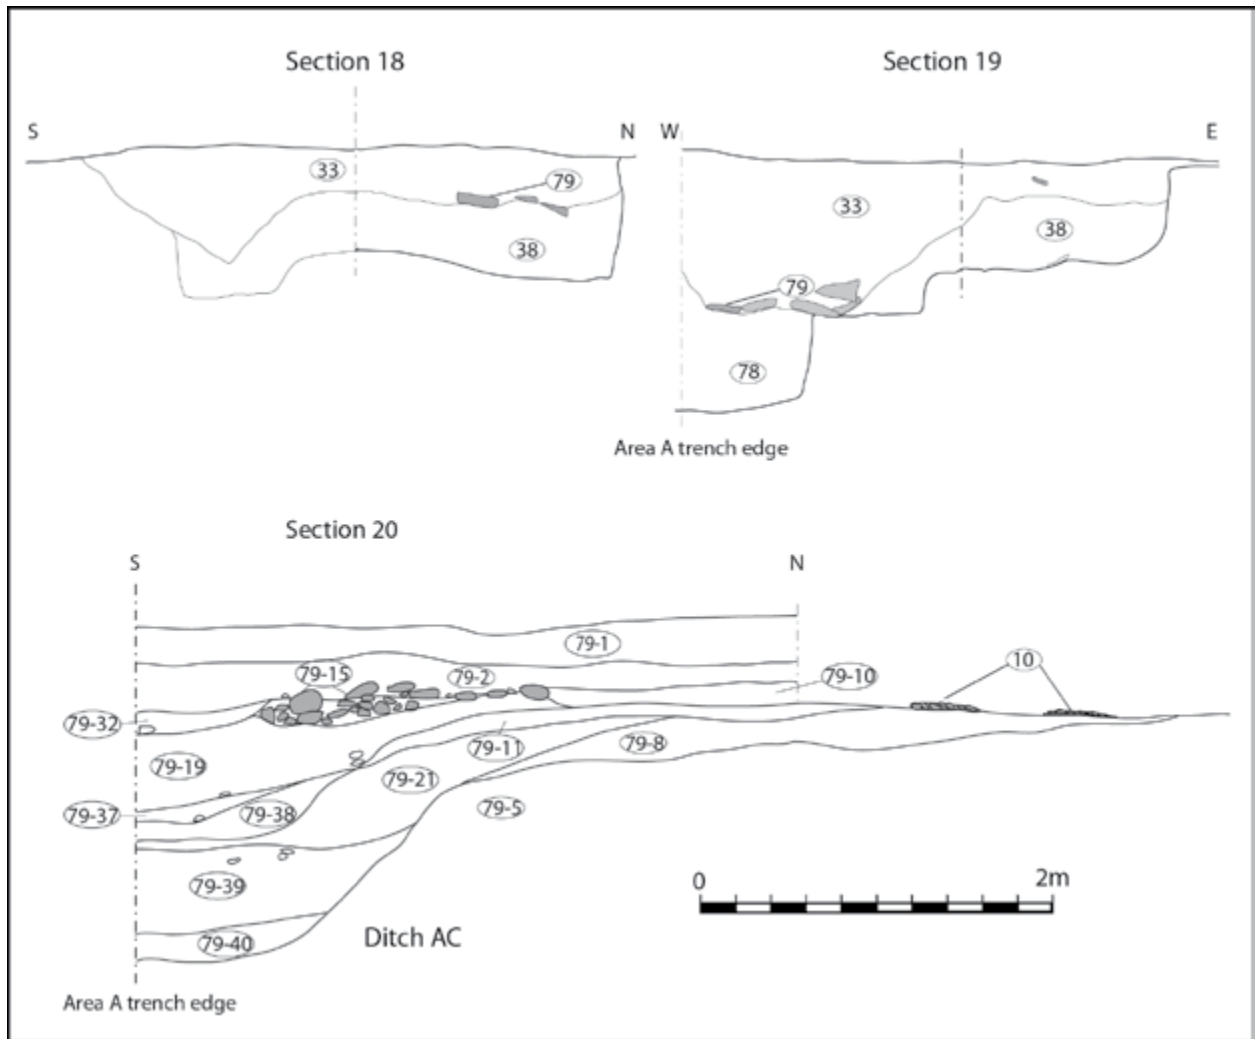 Section 18
Section 19
S
N
W
E
33
79
38
33
38
79
78
Area A trench edge
Section 20
S
N
79-1
79-15
79-2
79-10
10
79-32
79-11
79-8
79-19
79-21
79-37
79-38
79-5
79-39
0
2m
79-40
Ditch AC
Area A trench edge